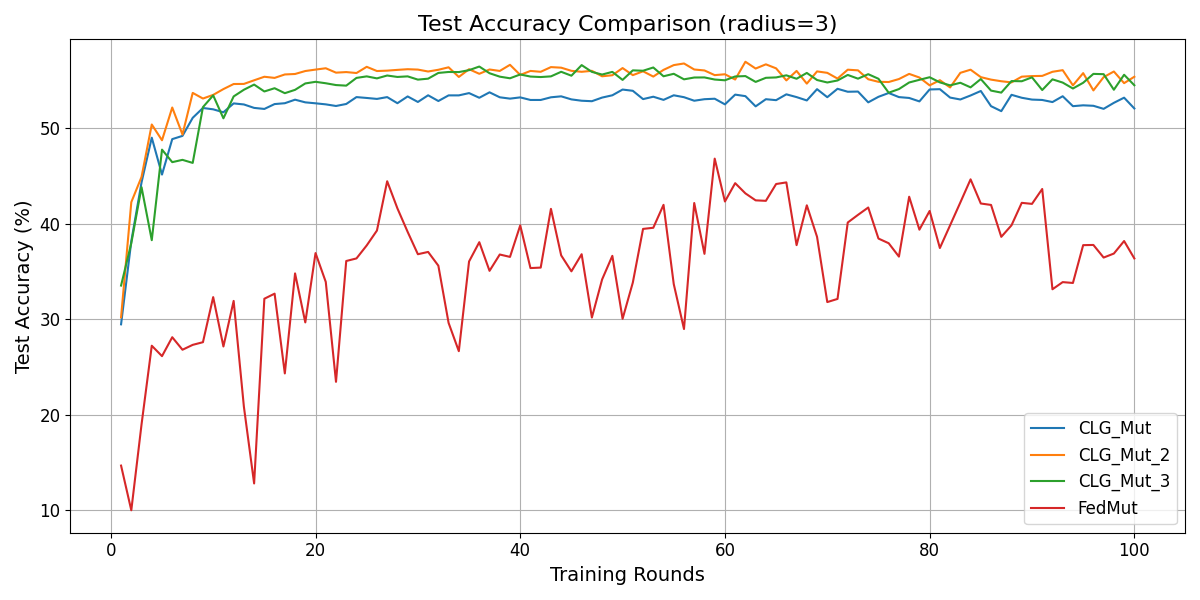 Test Accuracy Comparison (radius=3)
Test Accuracy (%)
50
40
30
20
10
0
20
40
60
80
100
Training Rounds
CLG_Mut
CLG_Mut_2
CLG_Mut_3
FedMut